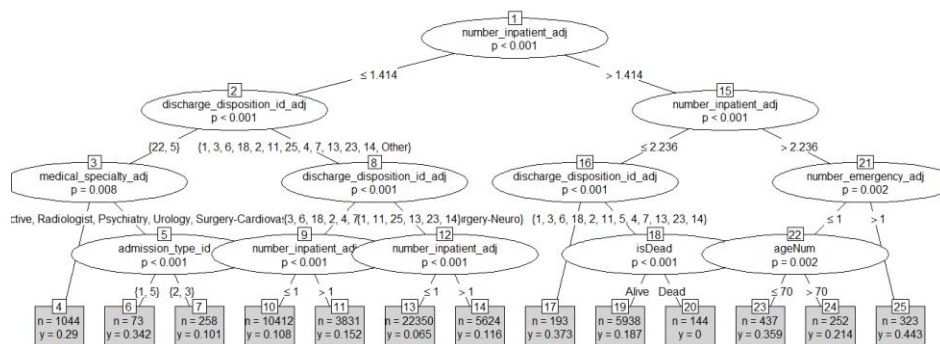 1
number_inpatient_adj
p < 0.001
≤ 1.414
> 1.414
2
discharge_disposition_id_adj
p < 0.001
15
number_inpatient_adj
p < 0.001
{22, 5}
{1, 3, 6, 18, 2, 11, 25, 4, 7, 13, 23, 14, Other}
≤ 2.236
> 2.236
3
medical_specialty_adj
p = 0.008
8
discharge_disposition_id_adj
p < 0.001
16
discharge_disposition_id_adj
p < 0.001
21
number_emergency_adj
p = 0.002
ctive, Radiologist, Psychiatry, Urology, Surgery-Cardiovas
{3, 6, 18, 2, 4, 7
{1, 11, 25, 13, 23, 14}
urgery-Neuro)
{1, 3, 6, 18, 2, 11, 5, 4, 7, 13, 23, 14}
≤ 1
> 1
5
admission_type_id
p < 0.001
9
number_inpatient_adj
p < 0.001
12
number_inpatient_adj
p < 0.001
18
isDead
p < 0.001
22
ageNum
p = 0.002
{1, 5}
{2, 3}
≤ 1
> 1
≤ 1
> 1
Alive
Dead
≤ 70
> 70
4
n = 1044
y = 0.29
6
n = 73
y = 0.342
7
n = 258
y = 0.101
10
n = 10412
y = 0.108
11
n = 3831
y = 0.152
13
n = 22350
y = 0.065
14
n = 5624
y = 0.116
17
n = 193
y = 0.373
19
n = 5938
y = 0.187
20
n = 144
y = 0
23
n = 437
y = 0.359
24
n = 252
y = 0.214
25
n = 323
y = 0.443